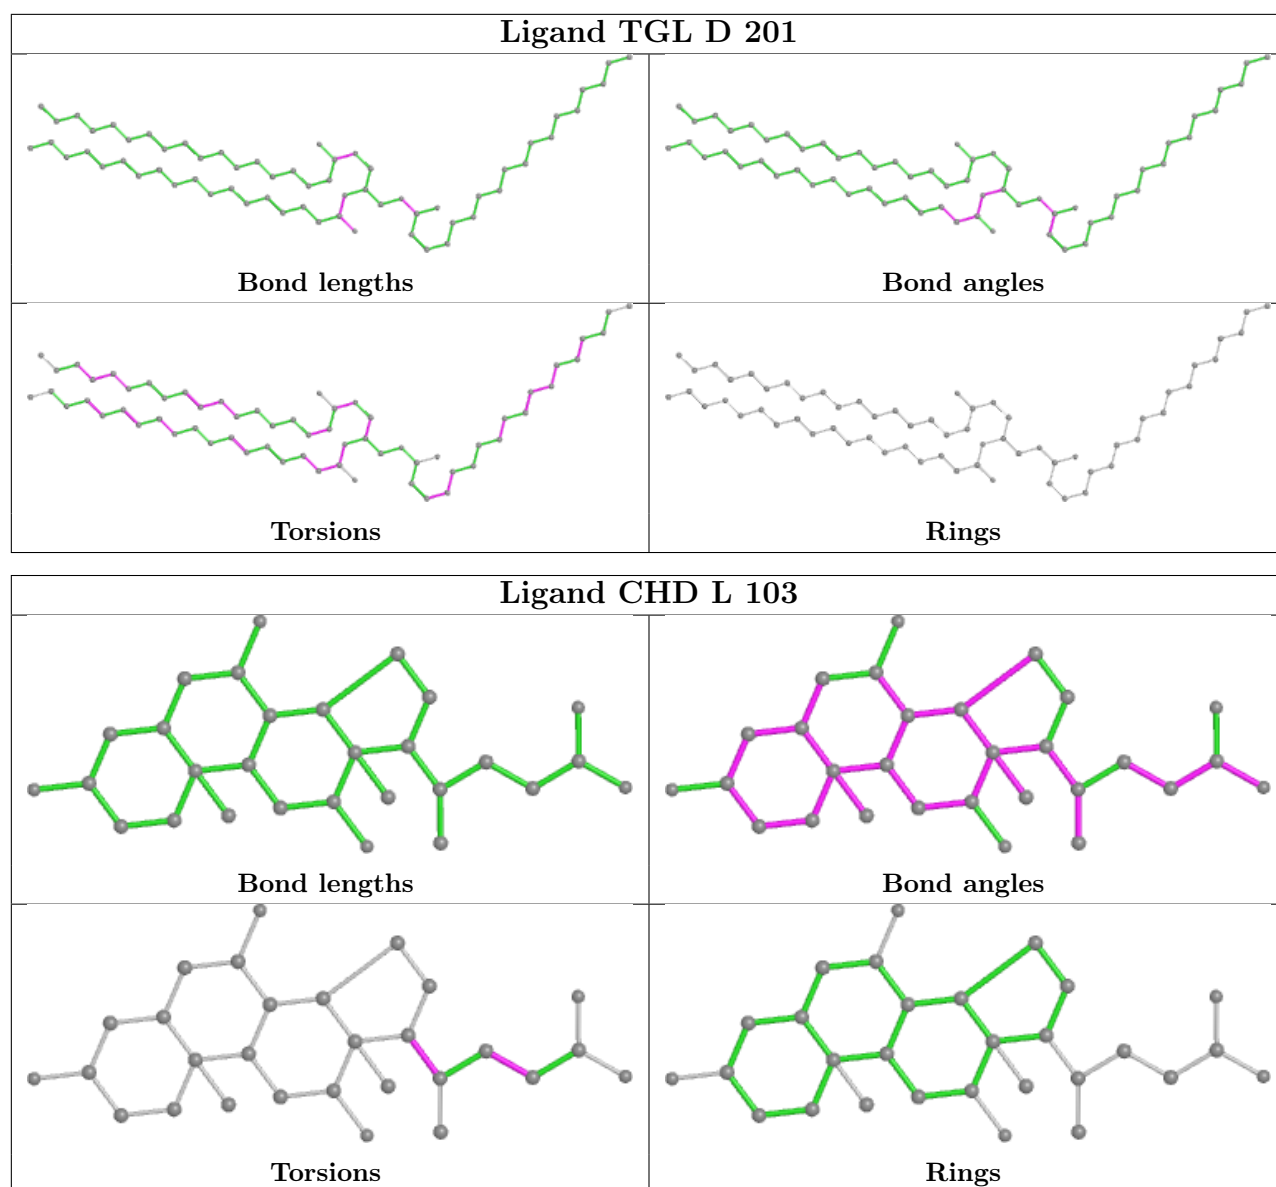 Ligand TGL D 201
Bond lengths
Bond angles
Torsions
Rings
Ligand CHD L 103
Bond lengths
Bond angles
Torsions
Rings